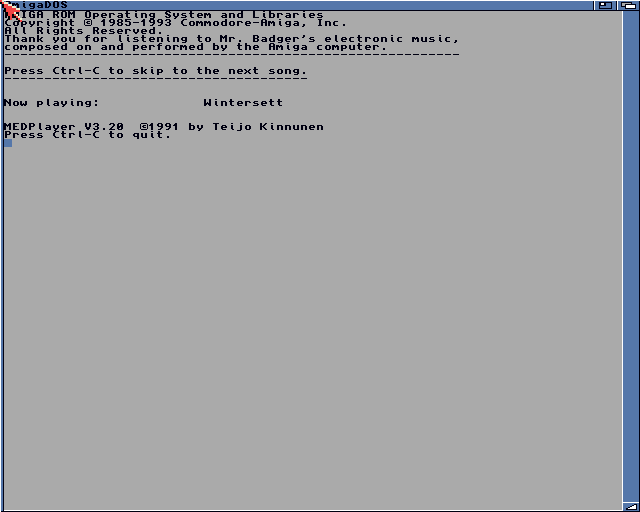 AmigaDOS
AMIGA ROM Operating System and Libraries
Copyright © 1985-1993 Commodore-Amiga, Inc.
All Rights Reserved.
Thank you for listening to Mr. Badger's electronic music,
composed on and performed by the Amiga computer.
---------------------------------------------------------
Press Ctrl-C to skip to the next song.
--------------------------------------
Now playing:             Wintersett
MEDPlayer V3.20  ©1991 by Teijo Kinnunen
Press Ctrl-C to quit.